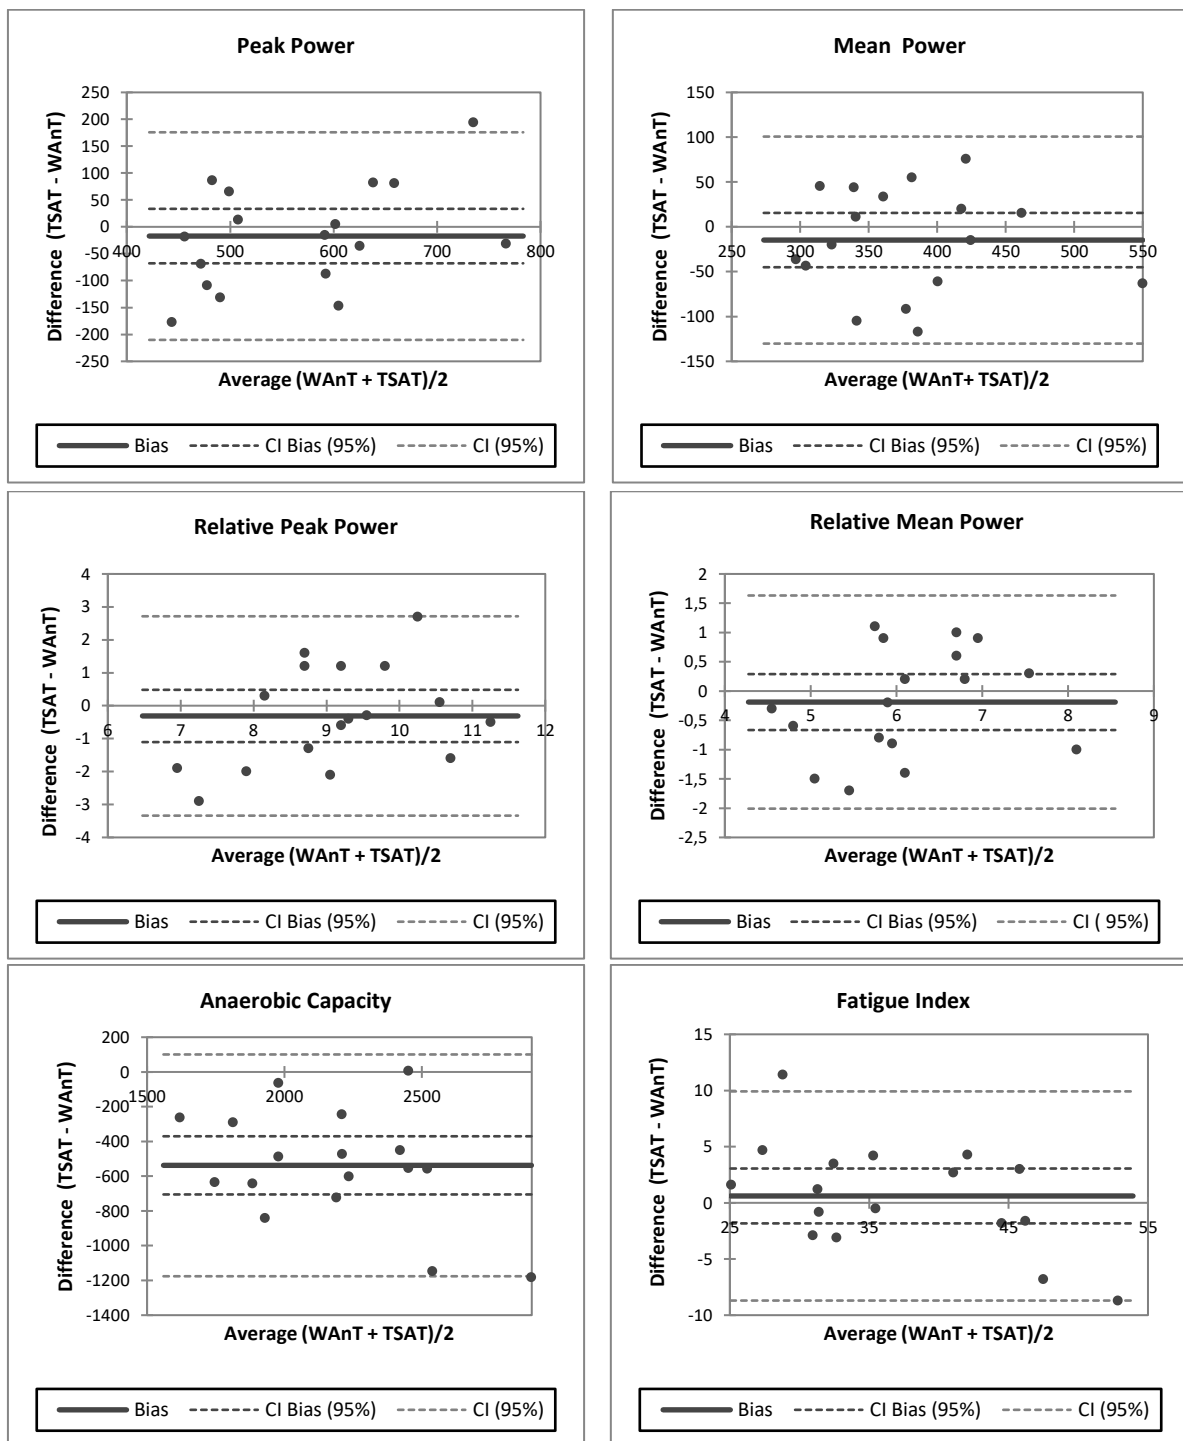 Peak Power
Difference (TSAT - WAnT)
250
200
150
100
50
0
-50
-100
-150
-200
-250
400 500 600 700 800
Average (WAnT + TSAT)/2
Bias CI Bias (95%) CI (95%)
Mean Power
Difference (TSAT - WAnT)
150
100
50
0
-50
-100
-150
250 300 350 400 450 500 550
Average (WAnT+ TSAT)/2
Bias CI Bias (95%) CI (95%)
Relative Peak Power
Difference (TSAT - WAnT)
4
3
2
1
0
-1
-2
-3
-4
6 7 8 9 10 11 12
Average (WAnT + TSAT)/2
Bias CI Bias (95%) CI (95%)
Relative Mean Power
Difference (TSAT - WAnT)
2
1,5
1
0,5
0
-0,5
-1
-1,5
-2
-2,5
4 5 6 7 8 9
Average (WAnT + TSAT)/2
Bias CI Bias (95%) CI ( 95%)
Anaerobic Capacity
Difference (TSAT - WAnT)
200
0
-200
-400
-600
-800
-1000
-1200
-1400
1500 2000 2500
Average (WAnT + TSAT)/2
Bias CI Bias (95%) CI (95%)
Fatigue Index
Difference (TSAT - WAnT)
15
10
5
0
-5
-10
25 35 45 55
Average (WAnT + TSAT)/2
Bias CI Bias (95%) CI (95%)